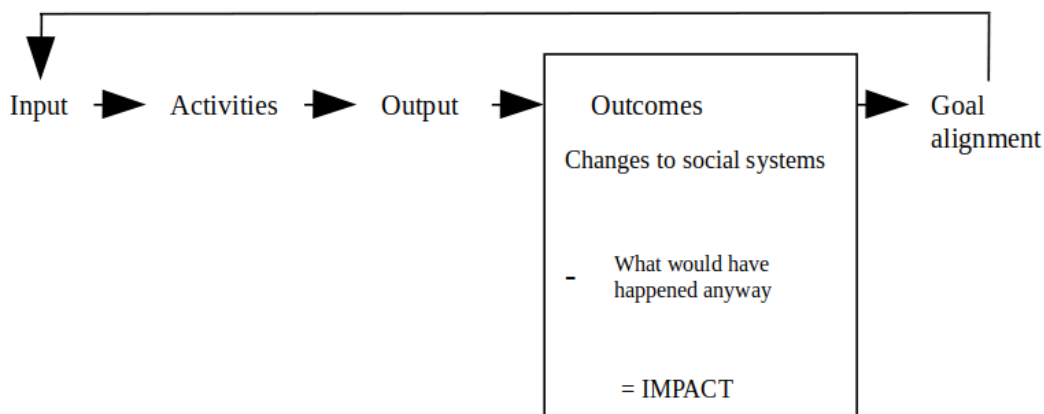 Input
Activities
Output
Outcomes
Goal
alignment
Changes to social systems
- What would have
happened anyway
= IMPACT